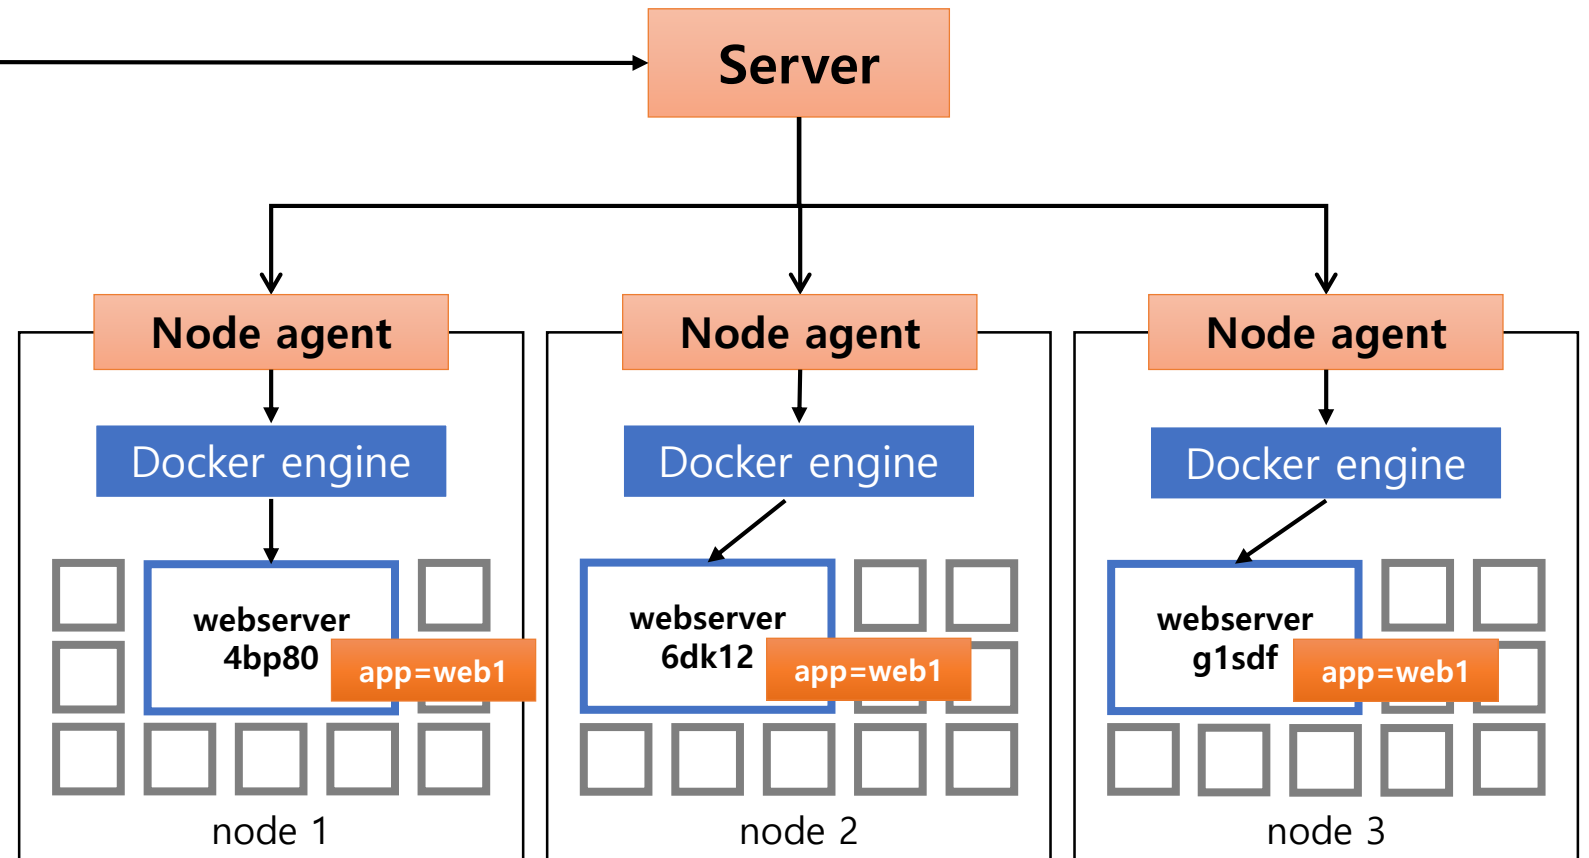 Server
Node agent
Node agent
Node agent
Docker engine
Docker engine
Docker engine
webserver
4bp80
app=web1
webserver
6dk12
app=web1
webserver
g1sdf
app=web1
node 1
node 2
node 3